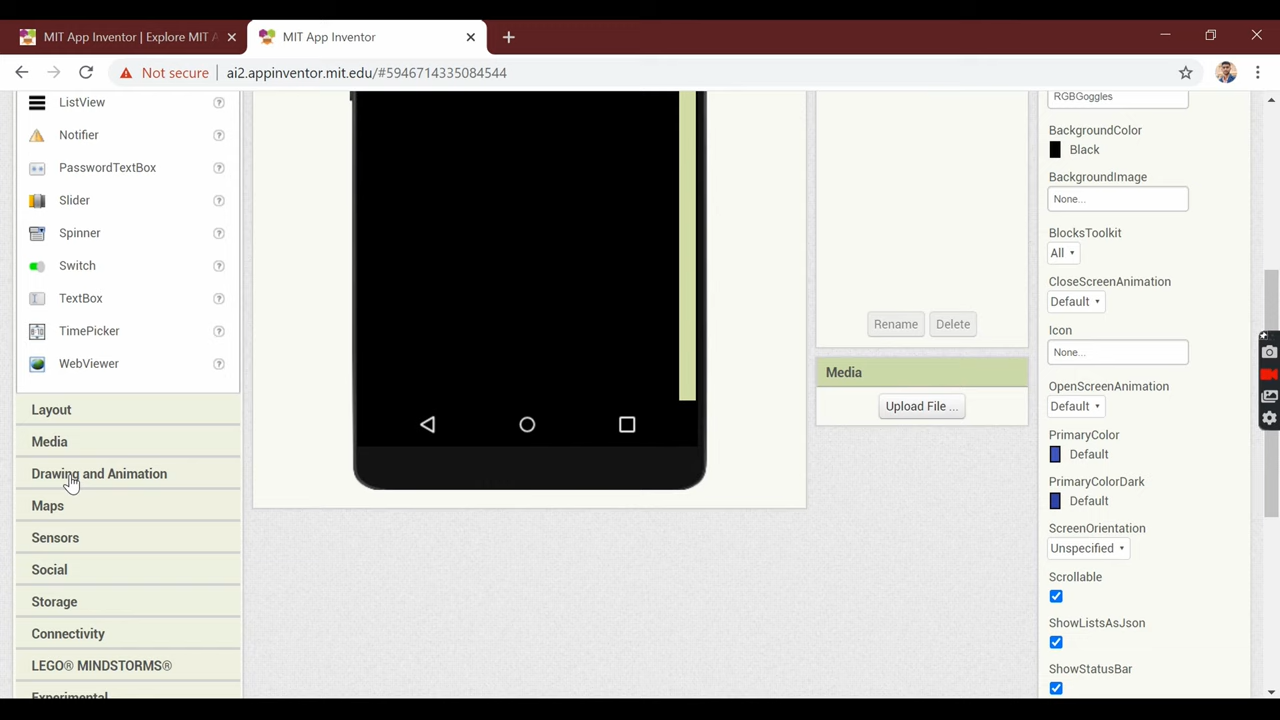 MIT App Inventor | Explore MIT A
MIT App Inventor
Not secure
ai2.appinventor.mit.edu/#5946714335084544
ListView
Notifier
PasswordTextBox
Slider
Spinner
Switch
TextBox
TimePicker
WebViewer
Layout
Media
Drawing and Animation
Maps
Sensors
Social
Storage
Connectivity
LEGO® MINDSTORMS®
Experimental
Rename
Delete
Media
Upload File ...
RGBGoggles
BackgroundColor
Black
BackgroundImage
None...
BlocksToolkit
All
CloseScreenAnimation
Default
Icon
None...
OpenScreenAnimation
Default
PrimaryColor
Default
PrimaryColorDark
Default
ScreenOrientation
Unspecified
Scrollable
ShowListsAsJson
ShowStatusBar